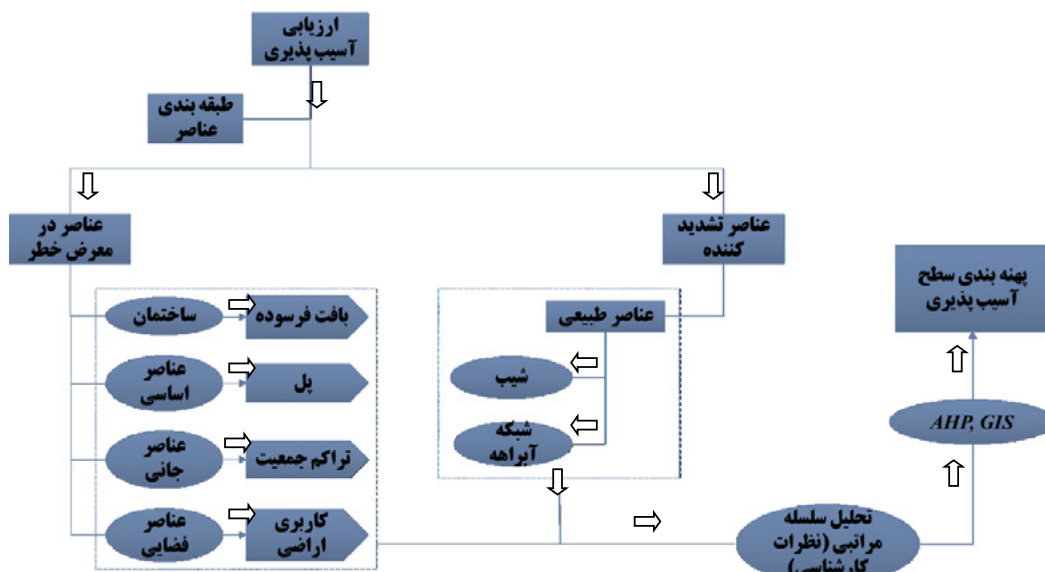 ارزیابی
آسیب پذیری
طبقه بندی
عناصر
عناصر در
معرض خطر
عناصر تشدید
کننده
پهنه بندی سطح
آسیب پذیری
ساختمان
بافت فرسوده
عناصر طبیعی
عناصر
اساسی
پل
شیب
عناصر
جانی
تراکم جمعیت
شبکه
آبراهه
AHP, GIS
عناصر
فضایی
کاربری
اراضی
تحلیل سلسله
مراتبی (نظرات
کارشناسی)